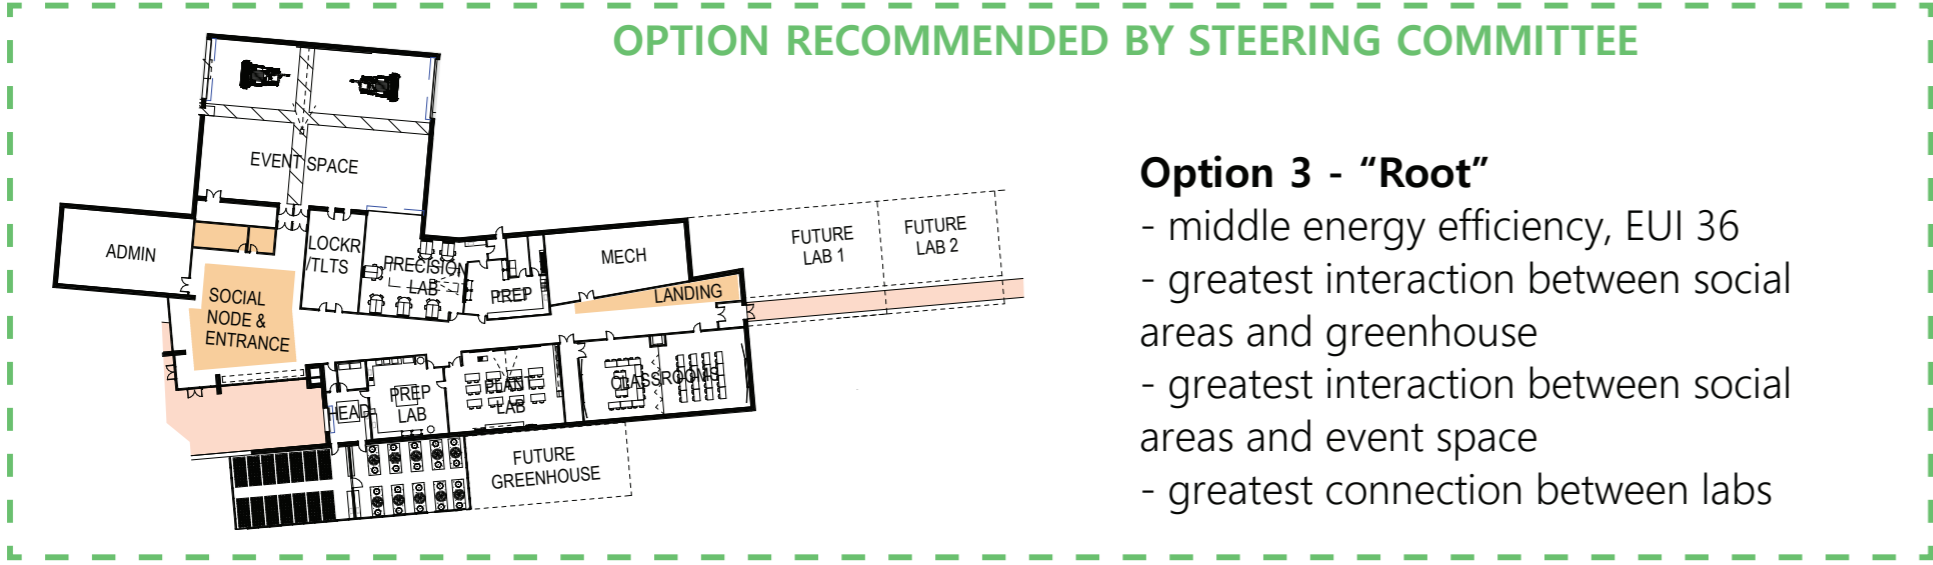 OPTION RECOMMENDED BY STEERING COMMITTEE
EVENT SPACE
ADMIN
LOCKR
/TLTS
PRECISION
LAB
PREP
MECH
FUTURE
LAB 1
FUTURE
LAB 2
SOCIAL
NODE &
ENTRANCE
LANDING
HEAD
PREP
LAB
PLANT
LAB
CLASSROOMS
FUTURE
GREENHOUSE
Option 3 - “Root”
- middle energy efficiency, EUI 36
- greatest interaction between social
areas and greenhouse
- greatest interaction between social
areas and event space
- greatest connection between labs